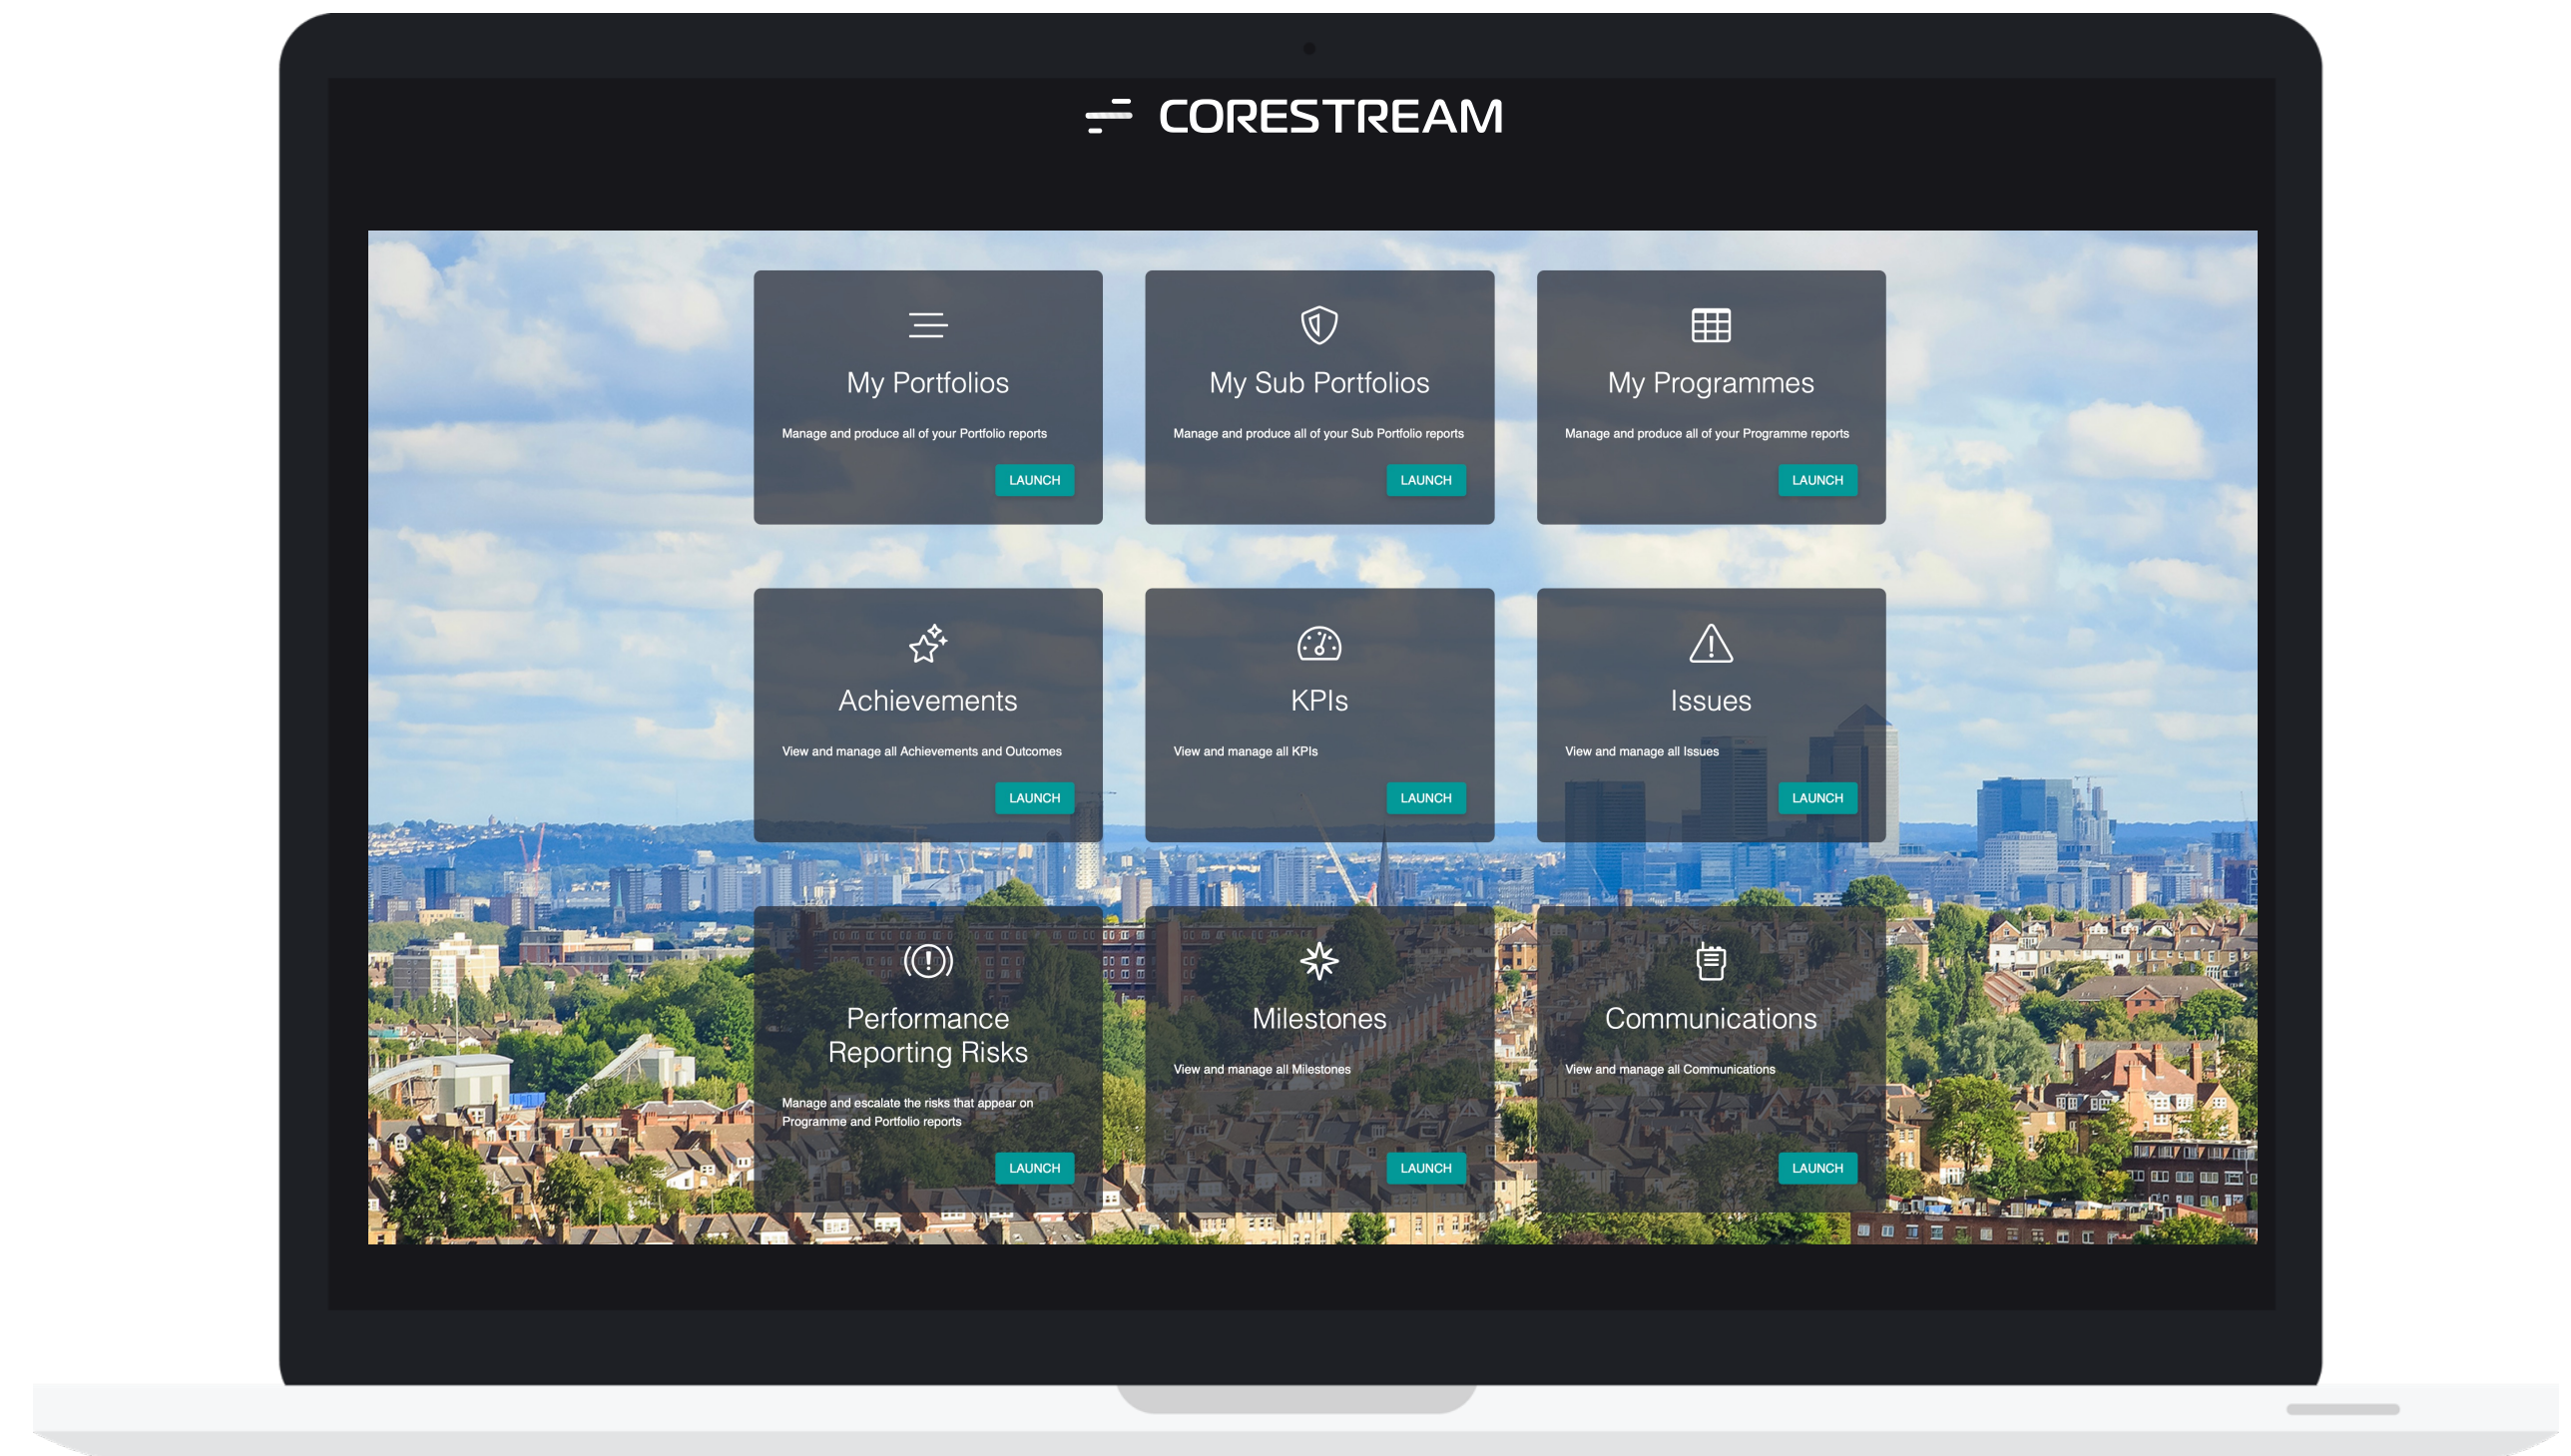 CORESTREAM
My Portfolios
Manage and produce all of your Portfolio reports
LAUNCH
My Sub Portfolios
Manage and produce all of your Sub Portfolio reports
LAUNCH
My Programmes
Manage and produce all of your Programme reports
LAUNCH
Achievements
View and manage all Achievements and Outcomes
LAUNCH
KPIs
View and manage all KPIs
LAUNCH
Issues
View and manage all Issues
LAUNCH
Performance
Reporting Risks
Manage and escalate the risks that appear on
Programme and Portfolio reports
LAUNCH
Milestones
View and manage all Milestones
LAUNCH
Communications
View and manage all Communications
LAUNCH